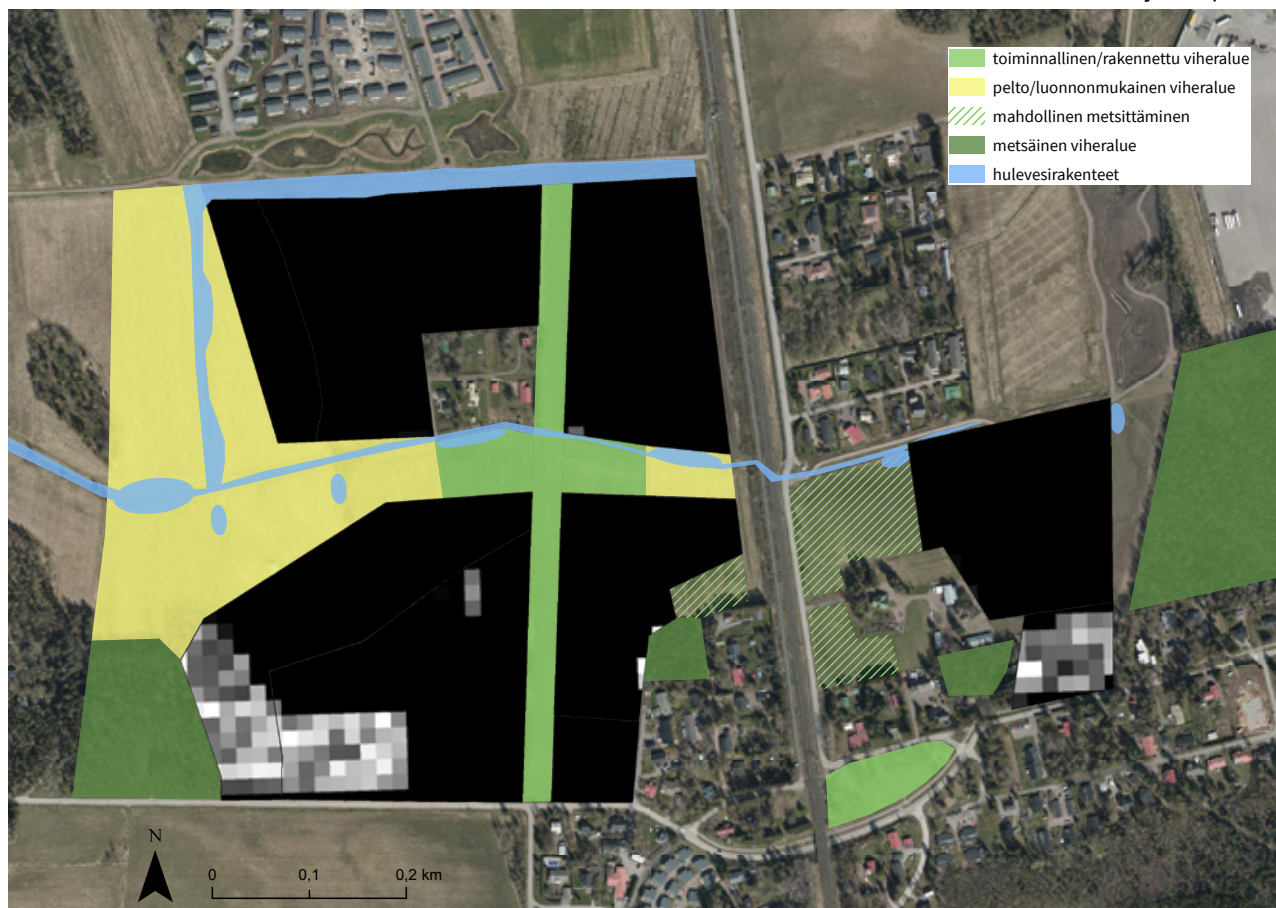 toiminnallinen/rakennettu viheralue
pelto/luonnonmukainen viheralue
mahdollinen metsittäminen
metsäinen viheralue
hulevesirakenteet
N
0
0,1
0,2 km